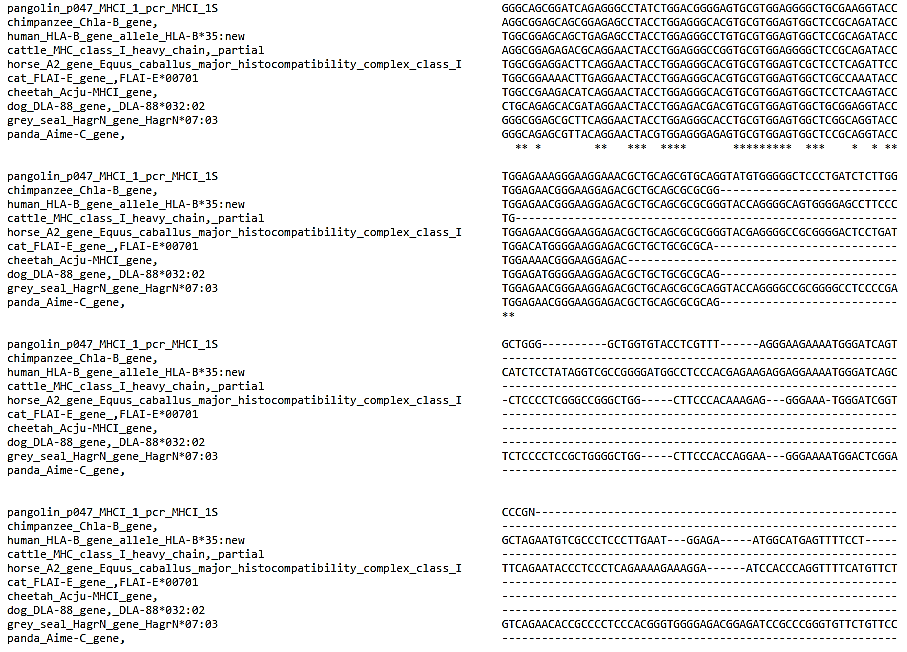 pangolin_p047_MHCI_1_pcr_MHCI_1S GGGCAGCGGATCAGAGGGCCTATCTGGACGGGGAGTGCGTGGAGGGGCTGCGAAGGTACC
chimpanzee_Chla-B_gene, AGGCGGAGCAGCGGAGAGCCTACCTGGAGGGCGAGTGCGTGGAGTGGCTCCGCAGATACC
human_HLA-B_gene_allele_HLA-B*35:new TGGCGGAGCAGCTGAGAGCCTACCTGGAGGGCCTGTGCGTGGAGTGGCTCCGCAGATACC
cattle_MHC_class_I_heavy_chain,_partial AGGCGGAGAGACGCAGGAACTACCTGGAGGGCCGGTGCGTGGAGGGGCTCCGCAGATACC
horse_A2_gene_Equus_caballus_major_histocompatibility_complex_class_I TGGCGGAGGACTTCAGGAACTACCTGGAGGGCACGTGCGTGGAGTCGCTCCTCAGATTCC
cat_FLAI-E_gene_,FLAI-E*00701 TGGCGGAAAACTTGAGGAACTACCTGGAGGGCACGTGCGTGGAGTGGCTCGCCAAATACC
cheetah_Acju-MHCI_gene, TGGCCGAAGACATCAGGAACTACCTGGAGGGCACGTGCGTGGAGTGGCTCCTCAAGTACC
dog_DLA-88_gene,_DLA-88*032:02 CTGCAGAGCACGATAGGAACTACCTGGAGACGACGTGCGTGGAGTGGCTGCGGAGGTACC
grey_seal_HagrN_gene_HagrN*07:03 GGGCGGAGCGCTTCAGGAACTACCTGGAGGGCACCTGCGTGGAGTGGCTCGGCAGGTACC
panda_Aime-C_gene, GGGCAGAGCGTTACAGGAACTACGTGGAGGGAGAGTGCGTGGAGTGGCTCCGCAGGTACC
** * ** *** **** ********* *** * * **
pangolin_p047_MHCI_1_pcr_MHCI_1S TGGAGAAAGGGAAGGAAACGCTGCAGCGTGCAGGTATGTGGGGGCTCCCTGATCTCTTGG
chimpanzee_Chla-B_gene, TGGAGAACGGGAAGGAGACGCTGCAGCGCGCGG---------------------------
human_HLA-B_gene_allele_HLA-B*35:new TGGAGAACGGGAAGGAGACGCTGCAGCGCGCGGGTACCAGGGGCAGTGGGGAGCCTTCCC
cattle_MHC_class_I_heavy_chain,_partial TG----------------------------------------------------------
horse_A2_gene_Equus_caballus_major_histocompatibility_complex_class_I TGGAGAACGGGAAGGAGACGCTGCAGCGCGCGGGTACGAGGGGCCGCGGGGACTCCTGAT
cat_FLAI-E_gene_,FLAI-E*00701 TGGACATGGGGAAGGAGACGCTGCTGCGCGCA----------------------------
cheetah_Acju-MHCI_gene, TGGAAAACGGGAAGGAGAC-----------------------------------------
dog_DLA-88_gene,_DLA-88*032:02 TGGAGATGGGGAAGGAGACGCTGCTGCGCGCAG---------------------------
grey_seal_HagrN_gene_HagrN*07:03 TGGAGAACGGGAAGGAGACGCTGCAGCGCGCAGGTACCAGGGGCCGCGGGGCCTCCCCGA
panda_Aime-C_gene, TGGAGAACGGGAAGGAGACGCTGCAGCGCGCAG---------------------------
**
pangolin_p047_MHCI_1_pcr_MHCI_1S GCTGGG----------GCTGGTGTACCTCGTTT------AGGGAAGAAAATGGGATCAGT
chimpanzee_Chla-B_gene, ------------------------------------------------------------
human_HLA-B_gene_allele_HLA-B*35:new CATCTCCTATAGGTCGCCGGGGATGGCCTCCCACGAGAAGAGGAGGAAAATGGGATCAGC
cattle_MHC_class_I_heavy_chain,_partial ------------------------------------------------------------
horse_A2_gene_Equus_caballus_major_histocompatibility_complex_class_I -CTCCCCTCGGGCCGGGCTGG-----CTTCCCACAAAGAG---GGGAAA-TGGGATCGGT
cat_FLAI-E_gene_,FLAI-E*00701 ------------------------------------------------------------
cheetah_Acju-MHCI_gene, ------------------------------------------------------------
dog_DLA-88_gene,_DLA-88*032:02 ------------------------------------------------------------
grey_seal_HagrN_gene_HagrN*07:03 TCTCCCCTCCGCTGGGGCTGG-----CTTCCCACCAGGAA---GGGAAAATGGACTCGGA
panda_Aime-C_gene, ------------------------------------------------------------
pangolin_p047_MHCI_1_pcr_MHCI_1S CCCGN-------------------------------------------------------
chimpanzee_Chla-B_gene, ------------------------------------------------------------
human_HLA-B_gene_allele_HLA-B*35:new GCTAGAATGTCGCCCTCCCTTGAAT---GGAGA-----ATGGCATGAGTTTTCCT-----
cattle_MHC_class_I_heavy_chain,_partial ------------------------------------------------------------
horse_A2_gene_Equus_caballus_major_histocompatibility_complex_class_I TTCAGAATACCCTCCCTCAGAAAAGAAAGGA------ATCCACCCAGGTTTTCATGTTCT
cat_FLAI-E_gene_,FLAI-E*00701 ------------------------------------------------------------
cheetah_Acju-MHCI_gene, ------------------------------------------------------------
dog_DLA-88_gene,_DLA-88*032:02 ------------------------------------------------------------
grey_seal_HagrN_gene_HagrN*07:03 GTCAGAACACCGCCCCTCCCACGGGTGGGGAGACGGAGATCCGCCCGGGTGTTCTGTTCC
panda_Aime-C_gene, ------------------------------------------------------------